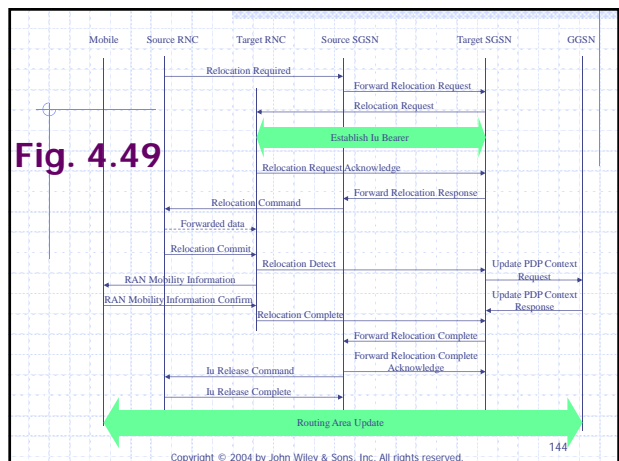 Mobile Source RNC Target RNC Source SGSN Target SGSN GGSN
Relocation Required
Forward Relocation Request
Relocation Request
Establish Iu Bearer
Fig. 4.49
Relocation Request Acknowledge
Forward Relocation Response
Relocation Command
Forwarded data
Relocation Commit
Relocation Detect
Update PDP Context
Request
RAN Mobility Information
RAN Mobility Information Confirm
Update PDP Context
Response
Relocation Complete
Forward Relocation Complete
Forward Relocation Complete
Acknowledge
Iu Release Command
Iu Release Complete
Routing Area Update
144
Copyright © 2004 by John Wiley & Sons, Inc. All rights reserved.